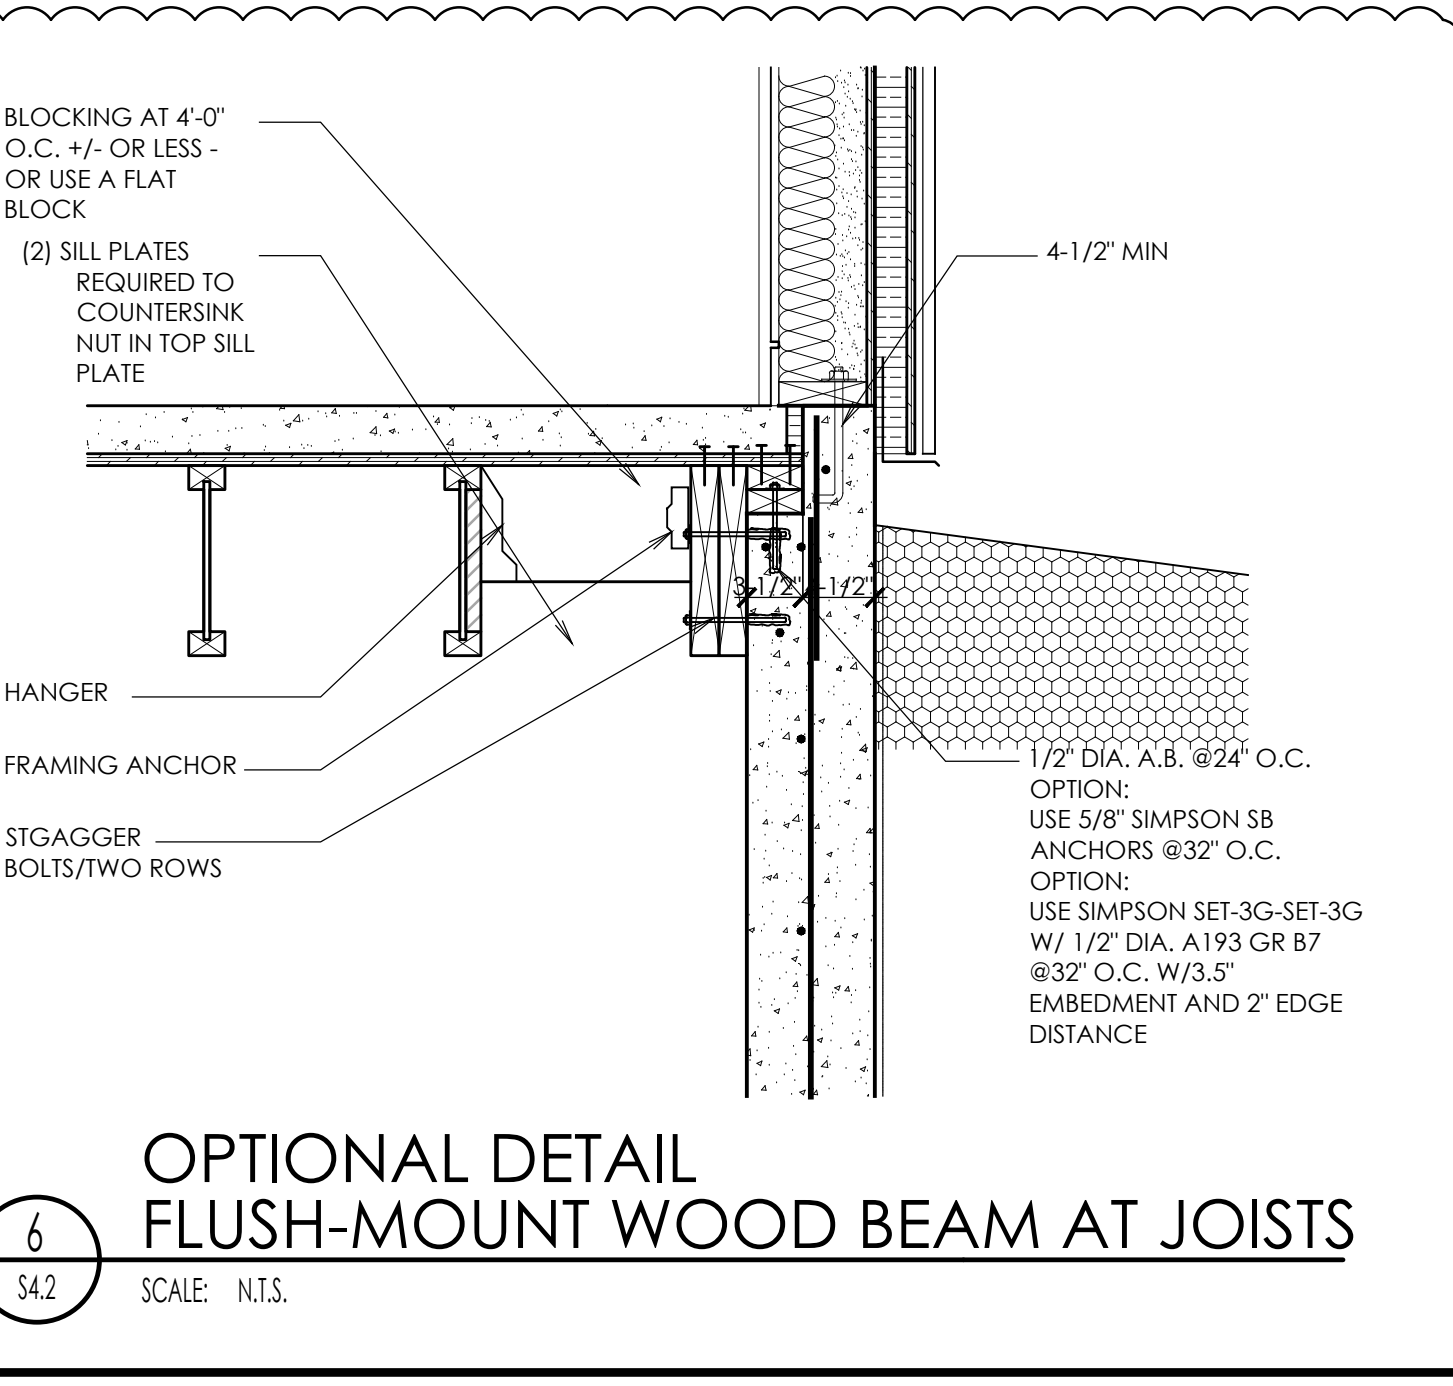 BLOCKING AT 4'-0"
O.C. +/- OR LESS -
OR USE A FLAT
BLOCK
(2) SILL PLATES
REQUIRED TO
COUNTERSINK
NUT IN TOP SILL
PLATE
4-1/2" MIN
3-1/2"
HANGER
FRAMING ANCHOR
STGAGGER
BOLTS/TWO ROWS
1/2" DIA. A.B. @24" O.C.
OPTION:
USE 5/8" SIMPSON SB
ANCHORS @32" O.C.
OPTION:
USE SIMPSON SET-3G-SET-3G
W/ 1/2" DIA. A193 GR B7
@32" O.C. W/3.5"
EMBEDMENT AND 2" EDGE
DISTANCE
OPTIONAL DETAIL
FLUSH-MOUNT WOOD BEAM AT JOISTS
6
S4.2
SCALE: N.T.S.